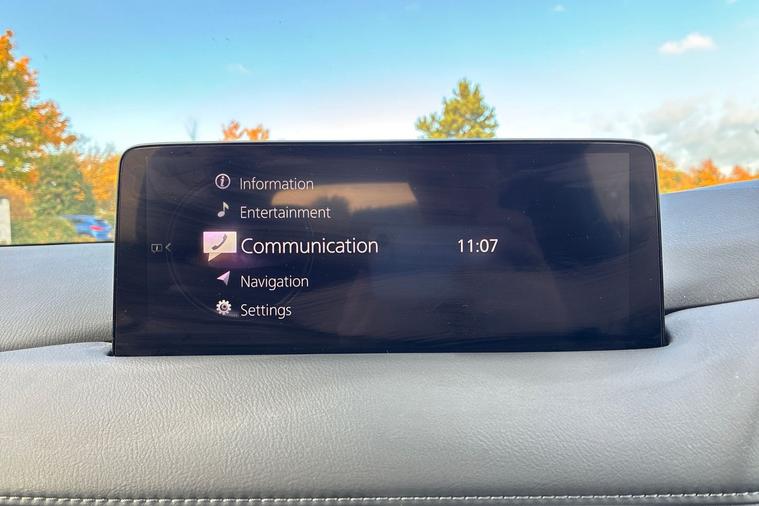 Information
Entertainment
Communication
11:07
Navigation
Settings